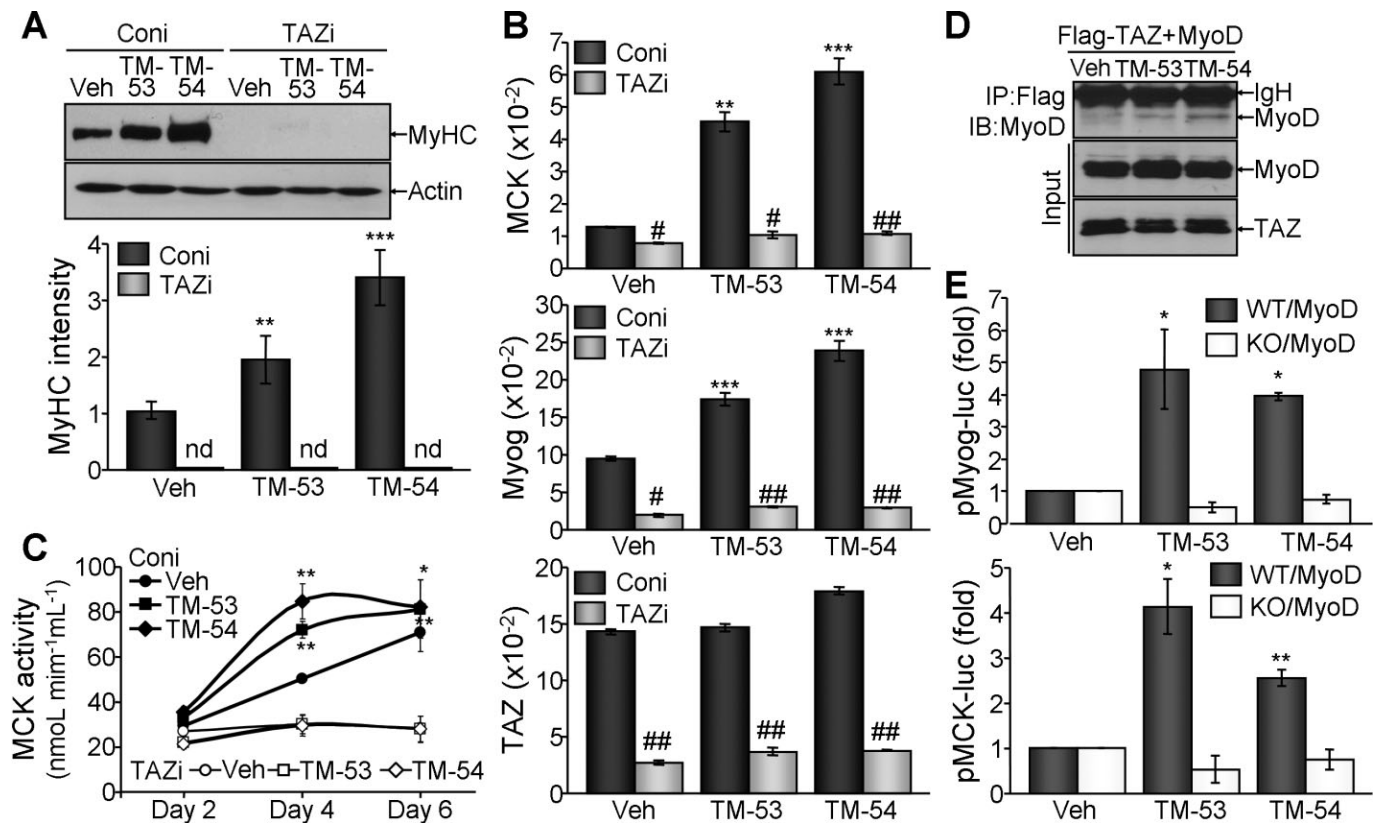 A
Coni TAZi
Veh TM-53 TM-54 Veh TM-53 TM-54
MyHC
Actin
MyHC intensity
4
3
2
1
0
Coni
TAZi
** ***
nd nd nd
Veh TM-53 TM-54
B
MCK (x10-2)
7
6
5
4
3
2
1
0
Coni
TAZi
** ***
# # ##
Veh TM-53 TM-54
Myog (x10-2)
30
25
20
15
10
5
0
Coni
TAZi
*** ***
# ## ##
Veh TM-53 TM-54
TAZ (x10-2)
20
15
10
5
0
Coni
TAZi
## ## ##
Veh TM-53 TM-54
C
MCK activity
(nmoL mim-1mL-1)
100
80
60
40
20
0
Coni
Veh
TM-53
TM-54
** *
** **
TAZi Veh TM-53 TM-54
Day 2 Day 4 Day 6
D
Flag-TAZ+MyoD
Veh TM-53 TM-54
IP:Flag
IB:MyoD
IgH
MyoD
Input
MyoD
TAZ
E
pMyog-luc (fold)
7
6
5
4
2
1
0
WT/MyoD
KO/MyoD
* *
Veh TM-53 TM-54
pMCK-luc (fold)
5
4
3
2
1
0
WT/MyoD
KO/MyoD
* **
Veh TM-53 TM-54